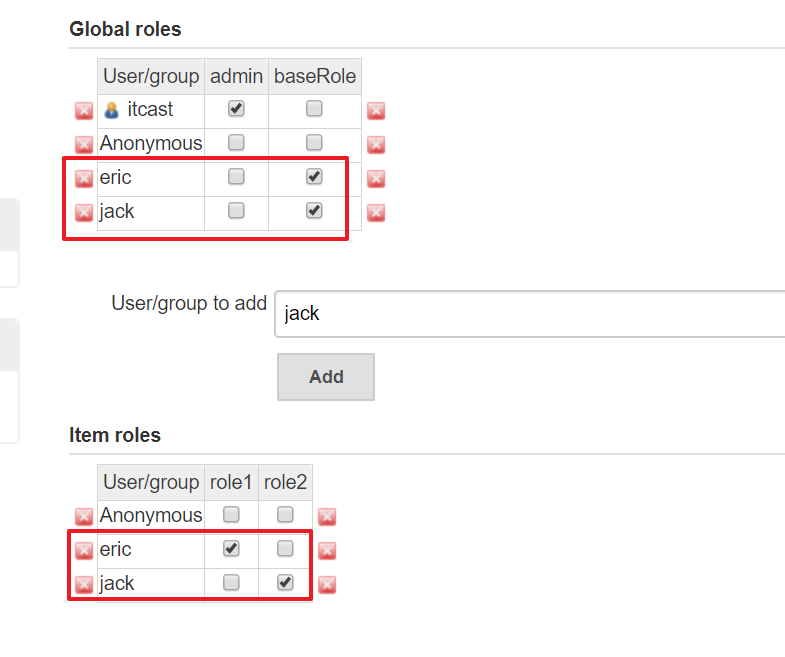 Global roles
User/group admin baseRole
itcast
Anonymous
eric
jack
User/group to add jack
Add
Item roles
User/group role1 role2
Anonymous
eric
jack